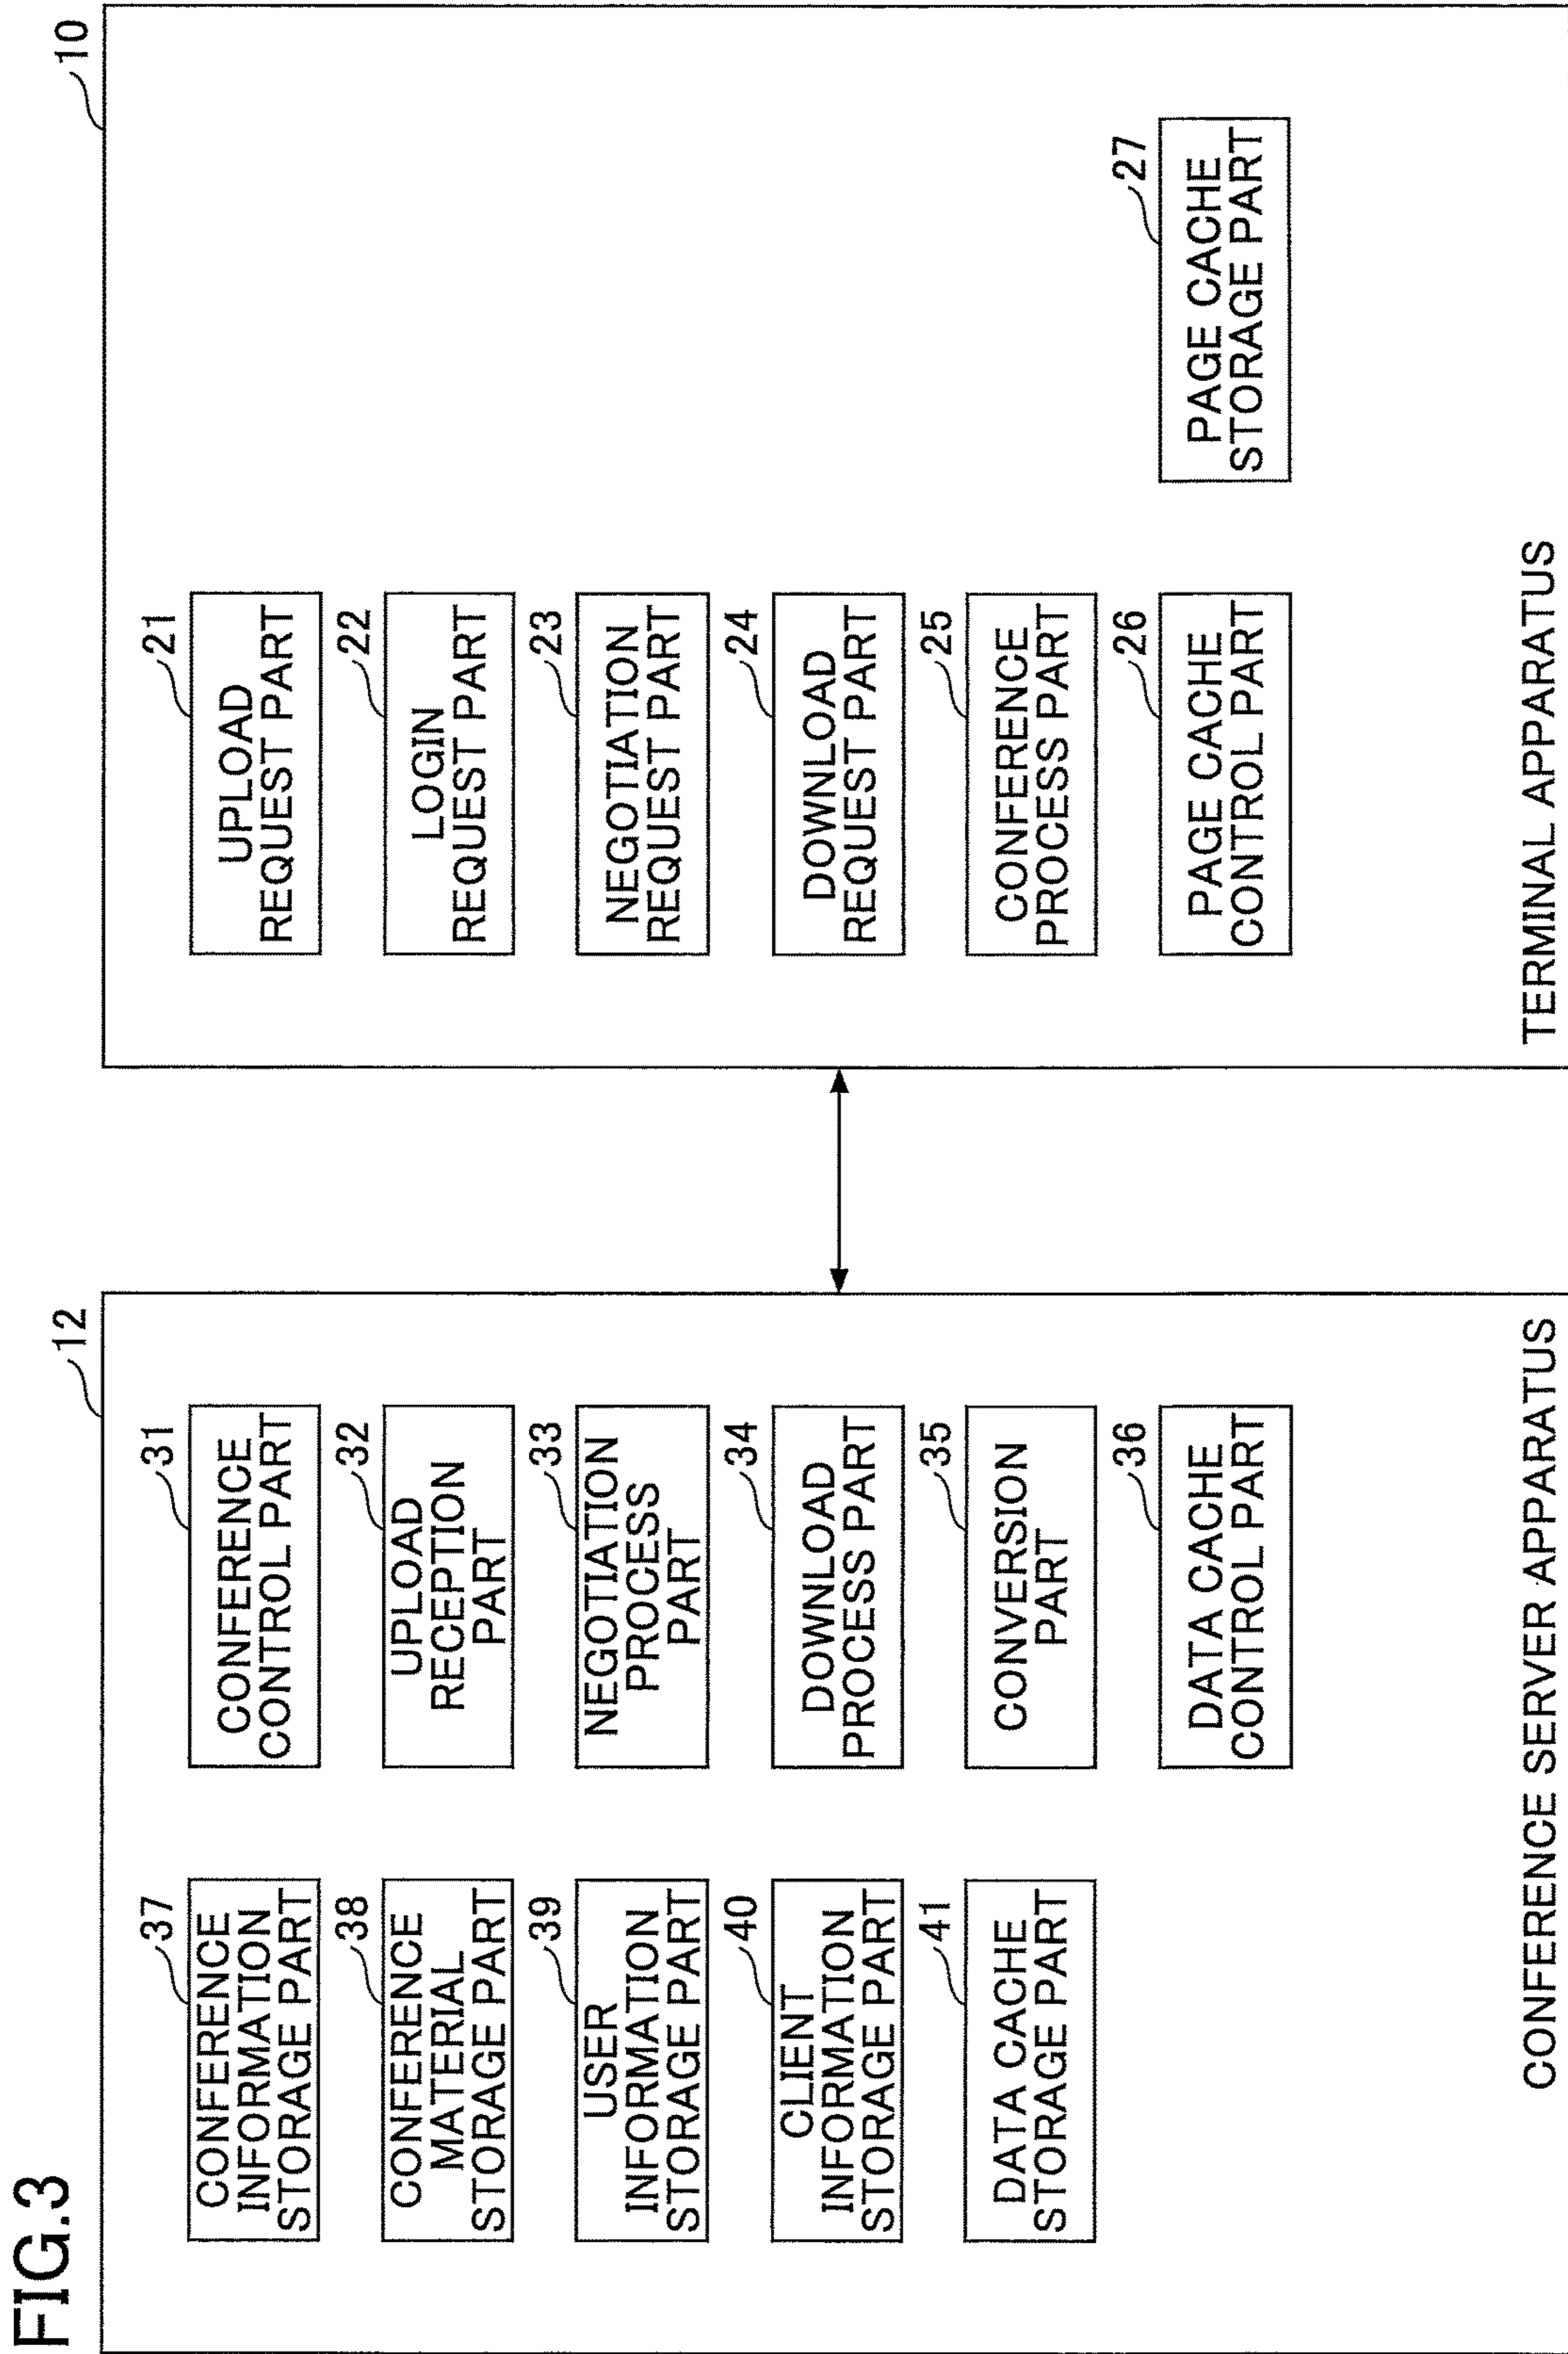 FIG.3
12
37
CONFERENCE
INFORMATION
STORAGE PART
38
CONFERENCE
MATERIAL
STORAGE PART
39
USER
INFORMATION
STORAGE PART
40
CLIENT
INFORMATION
STORAGE PART
41
DATA CACHE
STORAGE PART
31
CONFERENCE
CONTROL PART
32
UPLOAD
RECEPTION
PART
33
NEGOTIATION
PROCESS
PART
34
DOWNLOAD
PROCESS PART
35
CONVERSION
PART
36
DATA CACHE
CONTROL PART
CONFERENCE SERVER APPARATUS
10
21
UPLOAD
REQUEST PART
22
LOGIN
REQUEST PART
23
NEGOTIATION
REQUEST PART
24
DOWNLOAD
REQUEST PART
25
CONFERENCE
PROCESS PART
26
PAGE CACHE
CONTROL PART
27
PAGE CACHE
STORAGE PART
TERMINAL APPARATUS